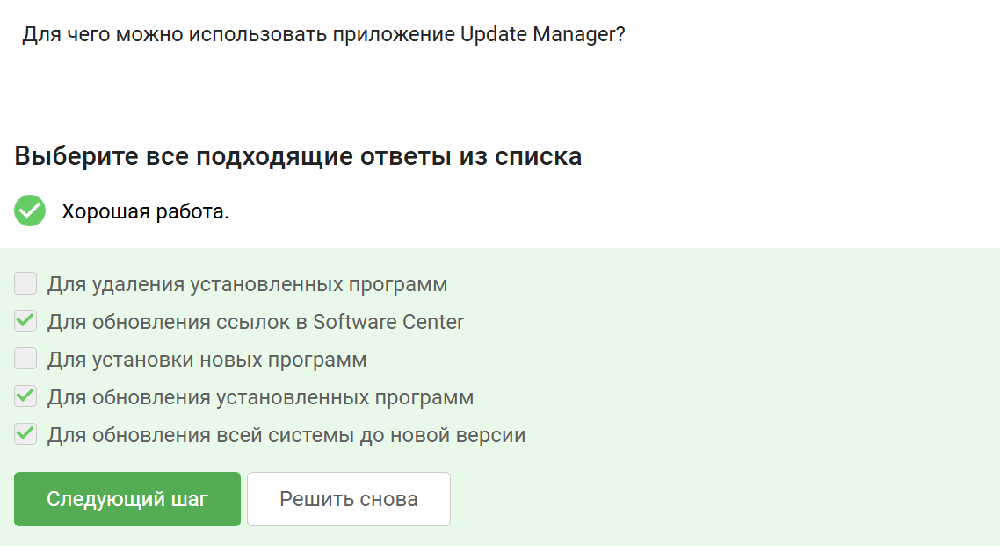 Для чего можно использовать приложение Update Manager?
Выберите все подходящие ответы из списка
Хорошая работа.
Для удаления установленных программ
Для обновления ссылок в Software Center
Для установки новых программ
Для обновления установленных программ
Для обновления всей системы до новой версии
Следующий шаг
Решить снова